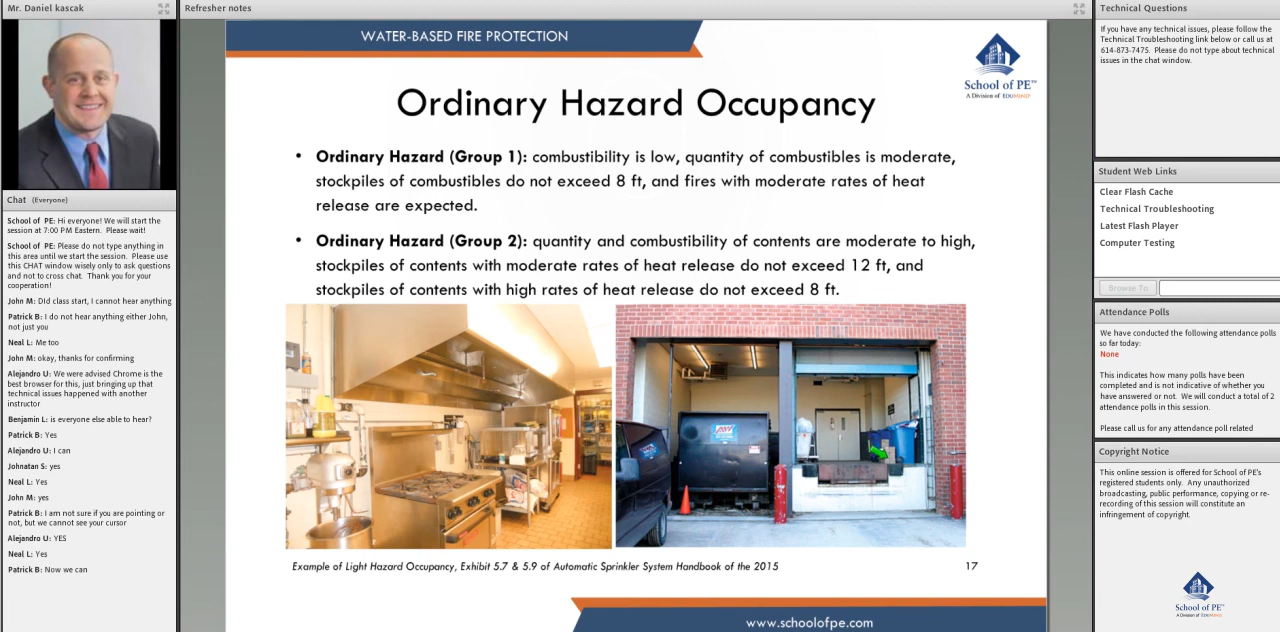 Mr. Daniel kascak
Chat (Everyone)
School of PE: Hi everyone! We will start the
session at 7:00 PM Eastern. Please wait!
School of PE: Please do not type anything in
this area until we start the session. Please use
this CHAT window wisely only to ask questions
and not to cross chat. Thank you for your
cooperation!
John M: DId class start, I cannot hear anything
Patrick B: I do not hear anything either John,
not just you
Neal L: Me too
John M: okay, thanks for confirming
Alejandro U: We were advised Chrome is the
best browser for this, just bringing up that
technical issues happened with another
instructor
Benjamin L: is everyone else able to hear?
Patrick B: Yes
Alejandro U: I can
Johnatan S: yes
Neal L: Yes
John M: yes
Patrick B: I am not sure if you are pointing or
not, but we cannot see your cursor
Alejandro U: YES
Neal L: Yes
Patrick B: Now we can
Refresher notes
WATER-BASED FIRE PROTECTION
School of PE™
A Division of EDUMIND
Ordinary Hazard Occupancy
• Ordinary Hazard (Group 1): combustibility is low, quantity of combustibles is moderate,
stockpiles of combustibles do not exceed 8 ft, and fires with moderate rates of heat
release are expected.
• Ordinary Hazard (Group 2): quantity and combustibility of contents are moderate to high,
stockpiles of contents with moderate rates of heat release do not exceed 12 ft, and
stockpiles of contents with high rates of heat release do not exceed 8 ft.
Example of Light Hazard Occupancy, Exhibit 5.7 & 5.9 of Automatic Sprinkler System Handbook of the 2015
17
www.schoolofpe.com
Technical Questions
If you have any technical issues, please follow the
Technical Troubleshooting link below or call us at
614-873-7475. Please do not type about technical
issues in the chat window.
Student Web Links
Clear Flash Cache
Technical Troubleshooting
Latest Flash Player
Computer Testing
Browse To
Attendance Polls
We have conducted the following attendance polls
so far today:
None
This indicates how many polls have been
completed and is not indicative of whether you
have answered or not. We will conduct a total of 2
attendance polls in this session.
Please call us for any attendance poll related
Copyright Notice
This online session is offered for School of PE's
registered students only. Any unauthorized
broadcasting, public performance, copying or re-
recording of this session will constitute an
infringement of copyright.
School of PE™